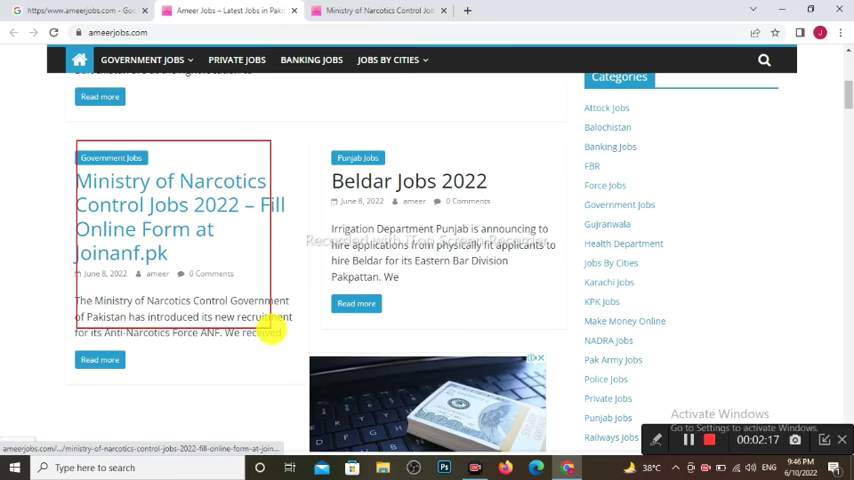 https/www.ameerjobs.com - Goo
Ameer Jobs – Latest Jobs in Paki
Ministry of Narcotics Control Job
ameerjobs.com
J
GOVERNMENT JOBS
PRIVATE JOBS
BANKING JOBS
JOBS BY CITIES
Read more
Government Jobs
Ministry of Narcotics
Control Jobs 2022 – Fill
Online Form at
Joinanf.pk
June 8, 2022 ameer 0 Comments
The Ministry of Narcotics Control Government
of Pakistan has introduced its new recruitment
for its Anti-Narcotics Force ANF. We received
Read more
Punjab Jobs
Beldar Jobs 2022
June 8, 2022 ameer 0 Comments
Irrigation Department Punjab is announcing to
hire applications from physically fit applicants to
hire Beldar for its Eastern Bar Division
Pakpattan. We
Read more
Recorded with iTop Screen Recorder
Categories
Attock Jobs
Balochistan
Banking Jobs
FBR
Force Jobs
Government Jobs
Gujranwala
Health Department
Jobs By Cities
Karachi Jobs
KPK Jobs
Make Money Online
NADRA Jobs
Pak Army Jobs
Police Jobs
Private Jobs
Punjab Jobs
Railways Jobs
Activate Windows
Go to Settings to activate Windows.
00:02:17
ameerjobs.com/.../ministry-of-narcotics-control-jobs-2022-fill-online-form-at-join...
Type here to search
Ps
38°C
ENG
9:46 PM
6/10/2022